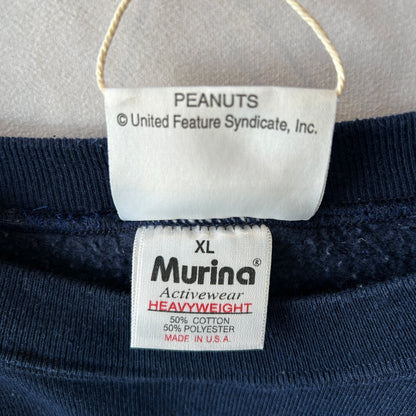 PEANUTS
© United Feature Syndicate, Inc.
XL
Murina®
Activewear
HEAVYWEIGHT
50% COTTON
50% POLYESTER
MADE IN U.S.A.